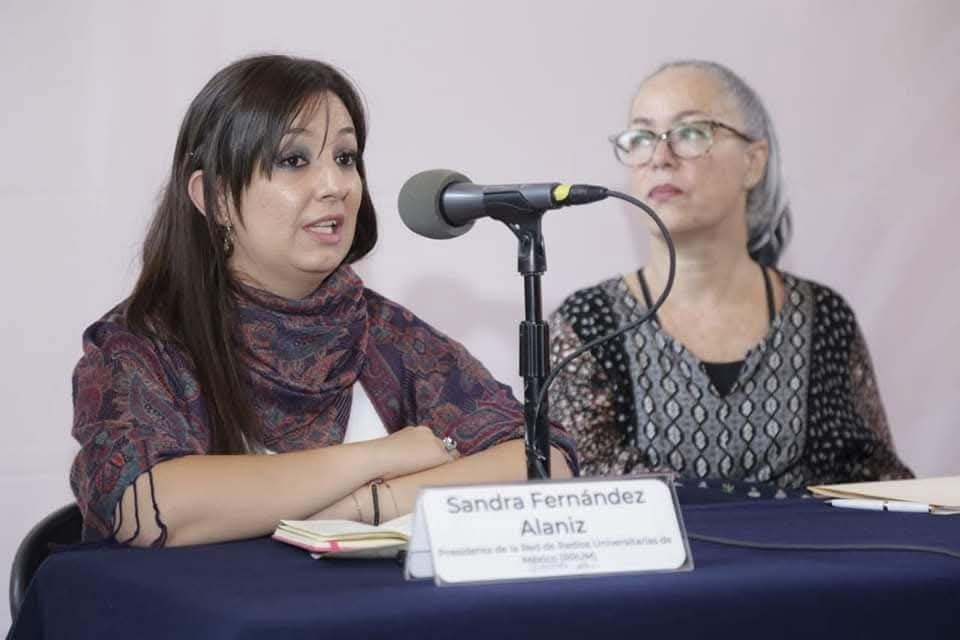 Sandra Fernández
Alaniz
Presidenta de la Red de Radios Universitarias de
México (RRUM)